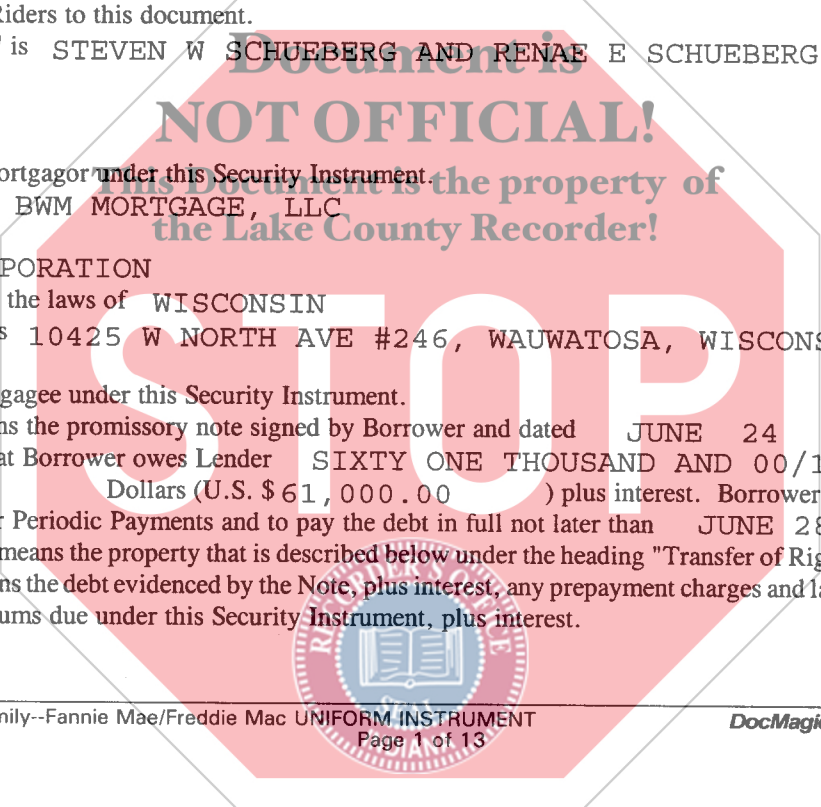 Riders to this document.
" is STEVEN W SCHUEBERG AND RENAE E SCHUEBERG
Document is
NOT OFFICIAL!
ortgagor under this Security Instrument.
This Document is the property of
BWM MORTGAGE, LLC
the Lake County Recorder!
PORATION
the laws of WISCONSIN
s 10425 W NORTH AVE #246, WAUWATOSA, WISCONS
STOP
gagee under this Security Instrument.
ns the promissory note signed by Borrower and dated JUNE 24
at Borrower owes Lender SIXTY ONE THOUSAND AND 00/1
Dollars (U.S. $ 61,000.00 ) plus interest. Borrower
r Periodic Payments and to pay the debt in full not later than JUNE 28
means the property that is described below under the heading "Transfer of Rig
ns the debt evidenced by the Note, plus interest, any prepayment charges and la
ums due under this Security Instrument, plus interest.
RECORDER'S OFFICE
SEAL
INDIANA
nily--Fannie Mae/Freddie Mac UNIFORM INSTRUMENT
DocMagic
Page 1 of 13